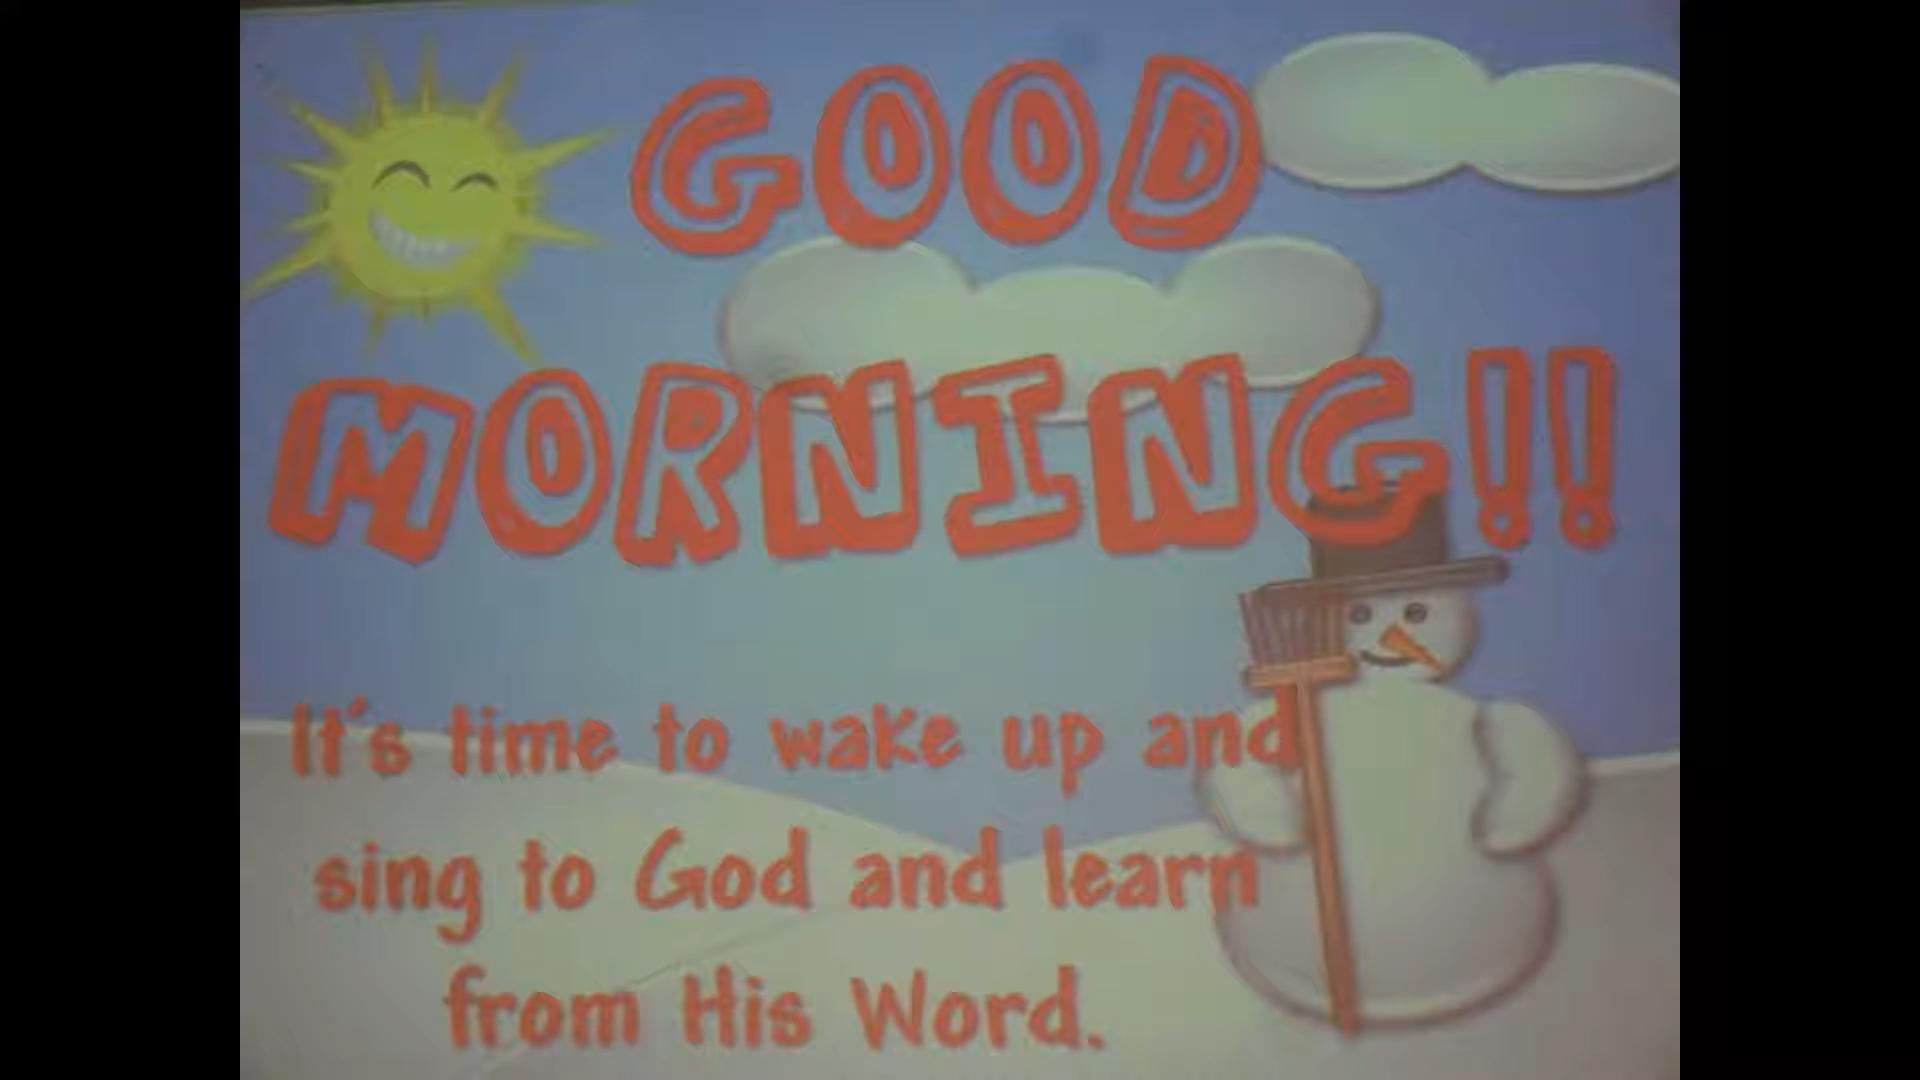 GOOD
MORNING!!
It's time to wake up and
sing to God and learn
from His Word.